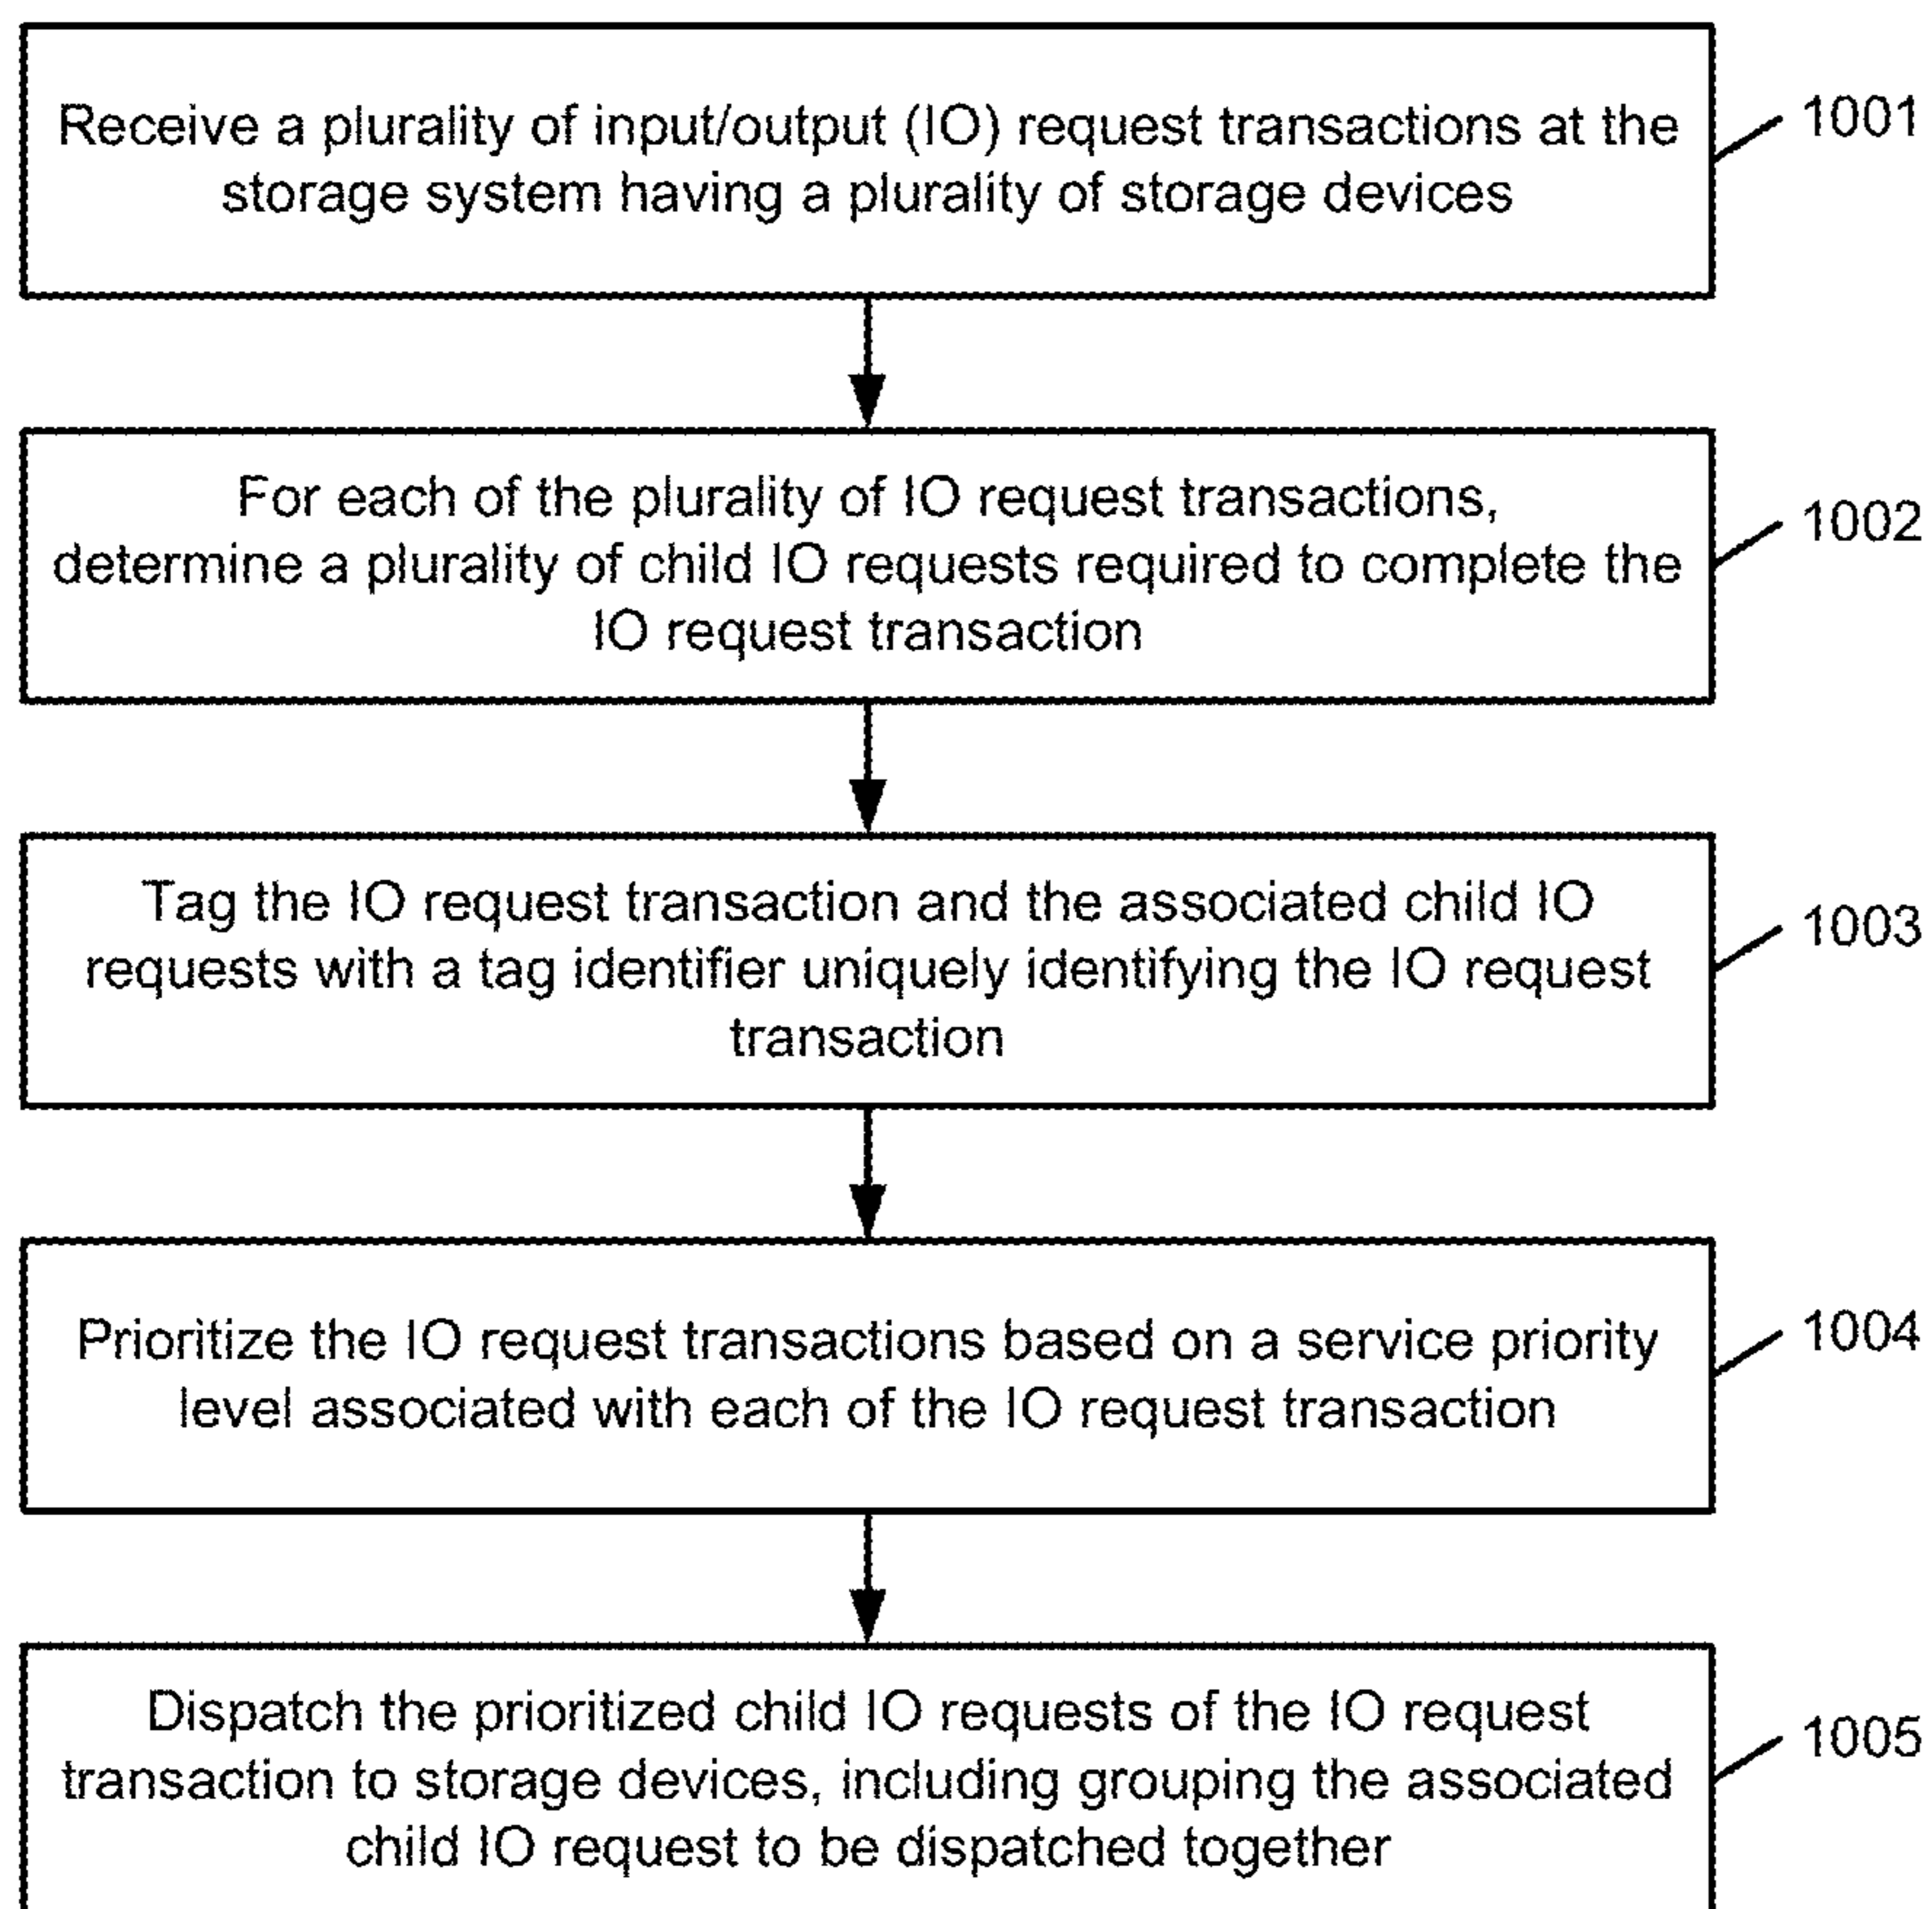 Receive a plurality of input/output (IO) request transactions at the
storage system having a plurality of storage devices
1001
For each of the plurality of IO request transactions,
determine a plurality of child IO requests required to complete the
IO request transaction
1002
Tag the IO request transaction and the associated child IO
requests with a tag identifier uniquely identifying the IO request
transaction
1003
Prioritize the IO request transactions based on a service priority
level associated with each of the IO request transaction
1004
Dispatch the prioritized child IO requests of the IO request
transaction to storage devices, including grouping the associated
child IO request to be dispatched together
1005